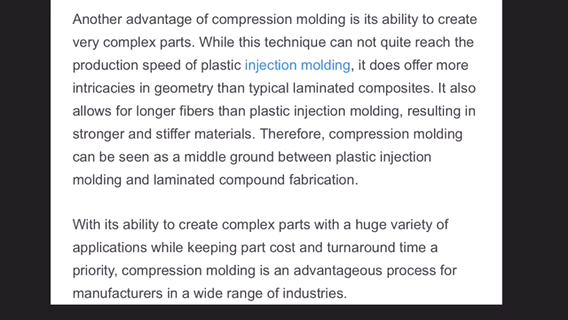 Another advantage of compression molding is its ability to create
very complex parts. While this technique can not quite reach the
production speed of plastic injection molding, it does offer more
intricacies in geometry than typical laminated composites. It also
allows for longer fibers than plastic injection molding, resulting in
stronger and stiffer materials. Therefore, compression molding
can be seen as a middle ground between plastic injection
molding and laminated compound fabrication.
With its ability to create complex parts with a huge variety of
applications while keeping part cost and turnaround time a
priority, compression molding is an advantageous process for
manufacturers in a wide range of industries.